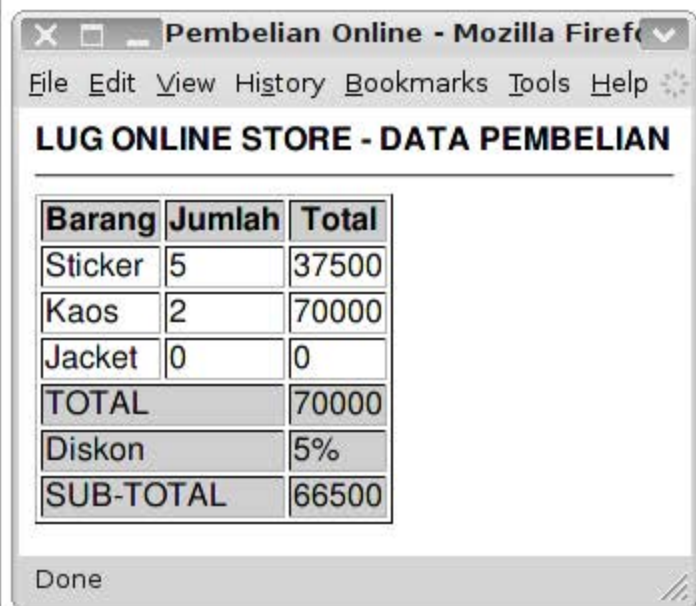 Pembelian Online - Mozilla Firef
File Edit View History Bookmarks Tools Help
LUG ONLINE STORE - DATA PEMBELIAN
Barang Jumlah Total
Sticker 5 37500
Kaos 2 70000
Jacket 0 0
TOTAL 70000
Diskon 5%
SUB-TOTAL 66500
Done